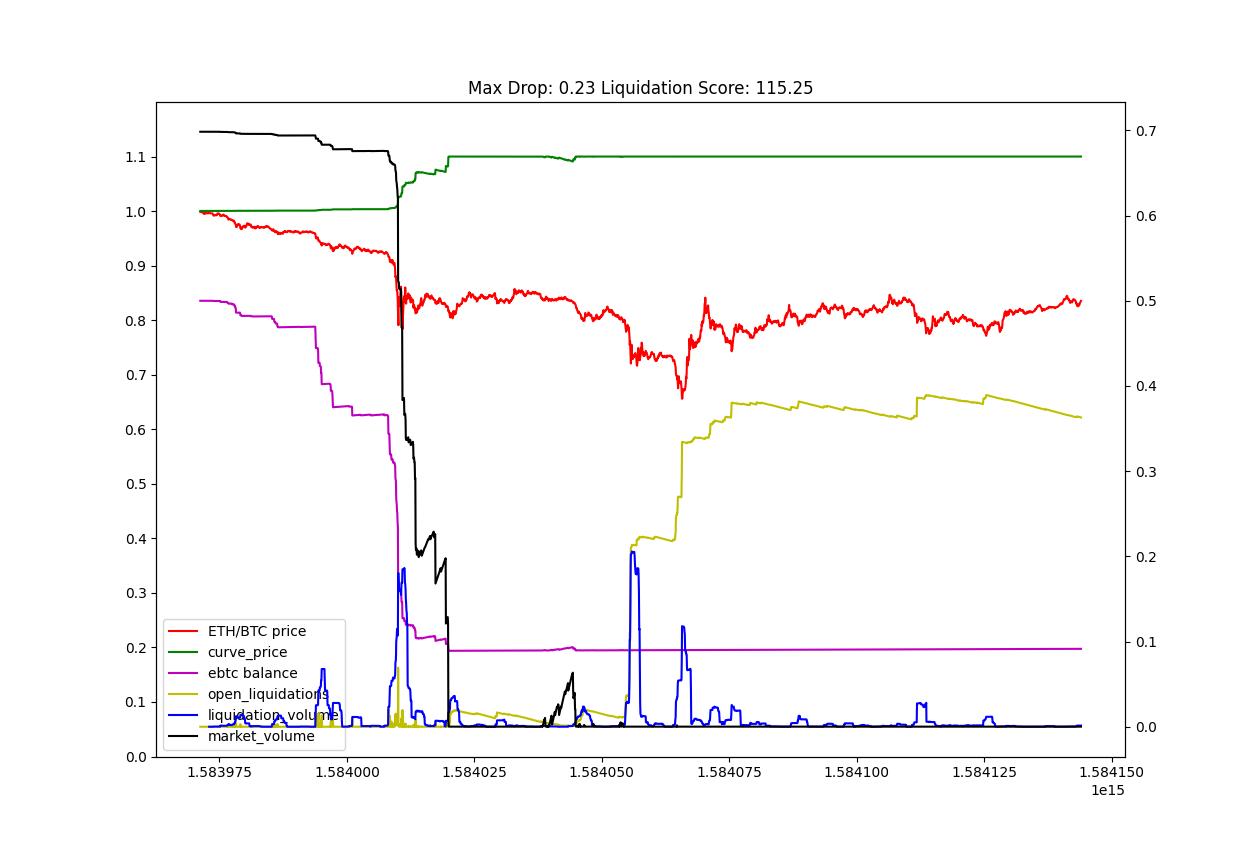 Max Drop: 0.23 Liquidation Score: 115.25
1.1
1.0
0.9
0.8
0.7
0.6
0.5
0.4
0.3
0.2
0.1
0.0
0.7
0.6
0.5
0.4
0.3
0.2
0.1
0.0
ETH/BTC price
curve_price
ebtc balance
open_liquidations
liquidation_volume
market_volume
1.583975 1.584000 1.584025 1.584050 1.584075 1.584100 1.584125 1.584150
1e15